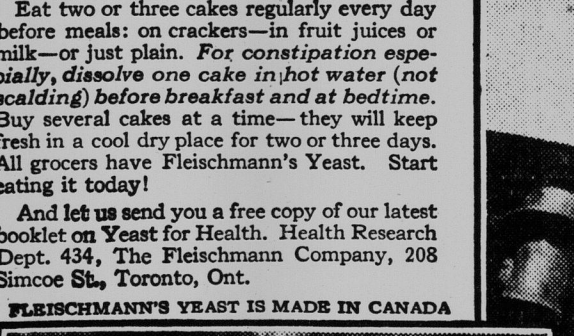 Eat two or three cakes regularly every day
before meals: on crackers—in fruit juices or
milk—or just plain. For constipation espe-
cially, dissolve one cake in hot water (not
scalding) before breakfast and at bedtime.
Buy several cakes at a time—they will keep
fresh in a cool dry place for two or three days.
All grocers have Fleischmann's Yeast. Start
eating it today!
And let us send you a free copy of our latest
booklet on Yeast for Health. Health Research
Dept. 434, The Fleischmann Company, 208
Simcoe St., Toronto, Ont.
FLEISCHMANN'S YEAST IS MADE IN CANADA